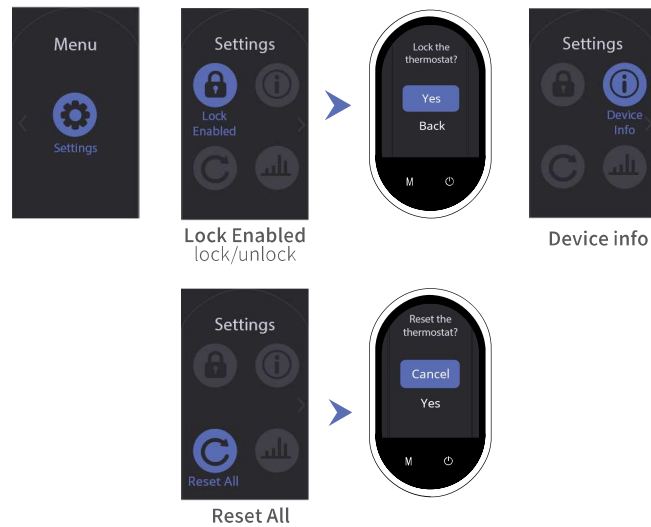 Menu
Settings
Settings
Lock
Enabled
Lock Enabled
lock/unlock
Lock the
thermostat?
Yes
Back
M
Settings
Device
Info
Device info
Settings
Reset All
Reset All
Reset the
thermostat?
Cancel
Yes
M